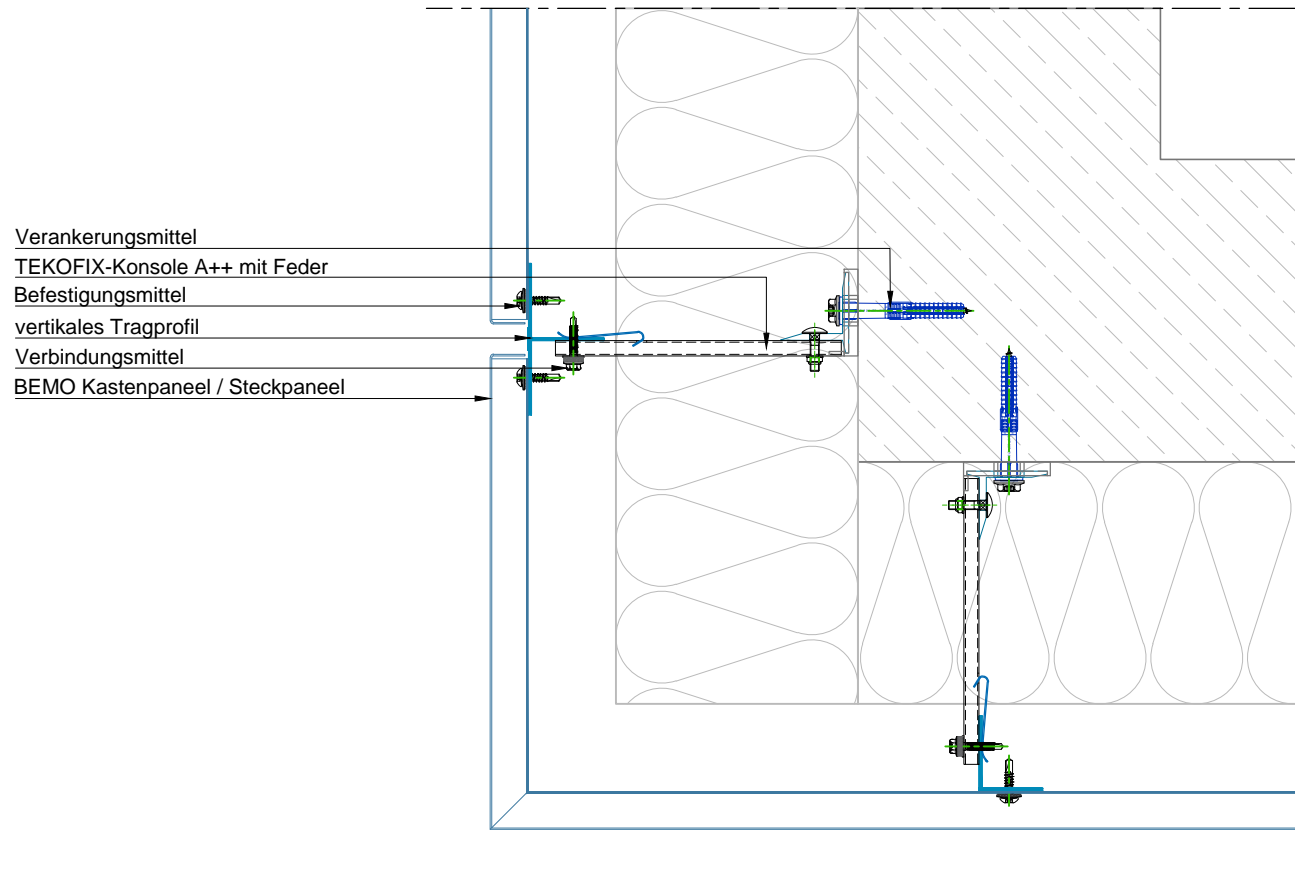 Verankerungsmittel
TEKOFIX-Konsole A++ mit Feder
Befestigungsmittel
vertikales Tragprofil
Verbindungsmittel
BEMO Kastenpaneel / Steckpaneel